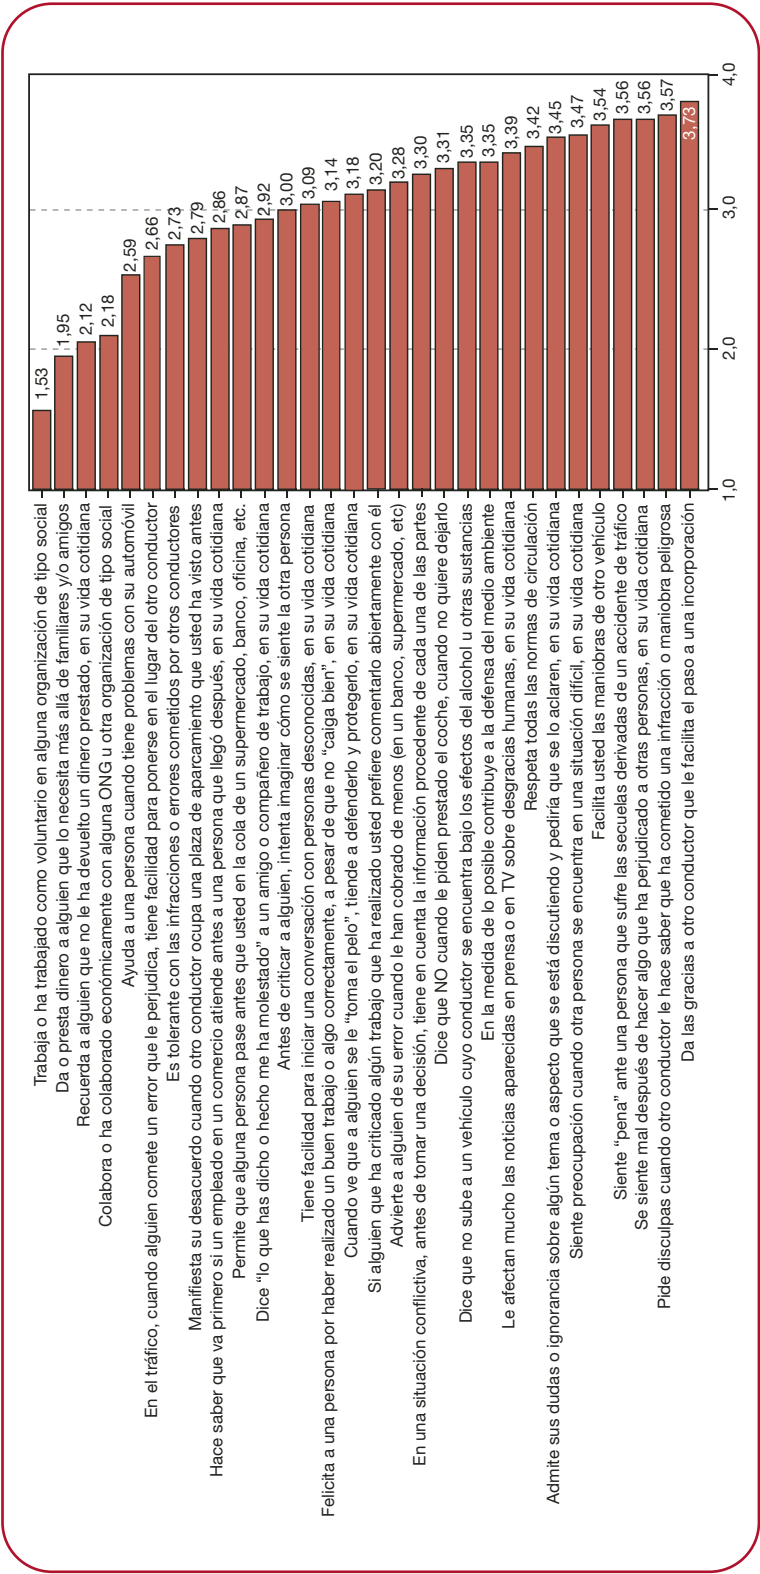 Trabaja o ha trabajado como voluntario en alguna organización de tipo social 1,53
Da o presta dinero a alguien que lo necesita más allá de familiares y/o amigos 1,95
Recuerda a alguien que no le ha devuelto un dinero prestado, en su vida cotidiana 2,12
Colabora o ha colaborado económicamente con alguna ONG u otra organización de tipo social 2,18
Ayuda a una persona cuando tiene problemas con su automóvil 2,59
En el tráfico, cuando alguien comete un error que le perjudica, tiene facilidad para ponerse en el lugar del otro conductor 2,66
Es tolerante con las infracciones o errores cometidos por otros conductores 2,73
Manifiesta su desacuerdo cuando otro conductor ocupa una plaza de aparcamiento que usted ha visto antes 2,79
Hace saber que va primero si un empleado en un comercio atiende antes a una persona que llegó después, en su vida cotidiana 2,86
Permite que alguna persona pase antes que usted en la cola de un supermercado, banco, oficina, etc. 2,87
Dice “lo que has dicho o hecho me ha molestado” a un amigo o compañero de trabajo, en su vida cotidiana 2,92
Antes de criticar a alguien, intenta imaginar cómo se siente la otra persona 3,00
Tiene facilidad para iniciar una conversación con personas desconocidas, en su vida cotidiana 3,09
Felicita a una persona por haber realizado un buen trabajo o algo correctamente, a pesar de que no “caiga bien”, en su vida cotidiana 3,14
Cuando ve que a alguien se le “toma el pelo”, tiende a defenderlo y protegerlo, en su vida cotidiana 3,18
Si alguien que ha criticado algún trabajo que ha realizado usted prefiere comentarlo abiertamente con él 3,20
Advierte a alguien de su error cuando le han cobrado de menos (en un banco, supermercado, etc) 3,28
En una situación conflictiva, antes de tomar una decisión, tiene en cuenta la información procedente de cada una de las partes 3,30
Dice que NO cuando le piden prestado el coche, cuando no quiere dejarlo 3,31
Dice que no sube a un vehículo cuyo conductor se encuentra bajo los efectos del alcohol u otras sustancias 3,35
En la medida de lo posible contribuye a la defensa del medio ambiente 3,35
Le afectan mucho las noticias aparecidas en prensa o en TV sobre desgracias humanas, en su vida cotidiana 3,39
Respeta todas las normas de circulación 3,42
Admite sus dudas o ignorancia sobre algún tema o aspecto que se está discutiendo y pediría que se lo aclaren, en su vida cotidiana 3,45
Siente preocupación cuando otra persona se encuentra en una situación difícil, en su vida cotidiana 3,47
Facilita usted las maniobras de otro vehículo 3,54
Siente “pena” ante una persona que sufre las secuelas derivadas de un accidente de tráfico 3,56
Se siente mal después de hacer algo que ha perjudicado a otras personas, en su vida cotidiana 3,56
Pide disculpas cuando otro conductor le hace saber que ha cometido una infracción o maniobra peligrosa 3,57
Da las gracias a otro conductor que le facilita el paso a una incorporación 3,73
1,0 2,0 3,0 4,0